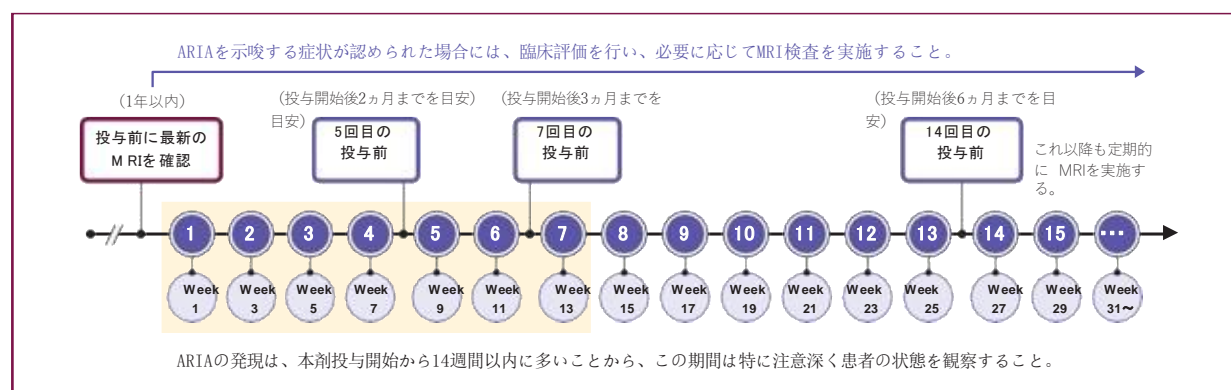 ARIAを示唆する症状が認められた場合には、臨床評価を行い、必要に応じてMRI検査を実施すること。
(1年以内)
投与前に最新の
MRIを確認
(投与開始後2ヵ月までを目安)
目安)
5回目の
投与前
(投与開始後3ヵ月までを
7回目の
投与前
(投与開始後6ヵ月までを目
安)
14回目の
投与前
これ以降も定期的
に MRIを実施す
る。
1 2 3 4 5 6 7 8 9 10 11 12 13 14 15 …
Week Week Week Week Week Week Week Week Week Week Week Week Week Week Week Week
1 3 5 7 9 11 13 15 17 19 21 23 25 27 29 31〜
ARIAの発現は、本剤投与開始から14週間以内に多いことから、この期間は特に注意深く患者の状態を観察すること。